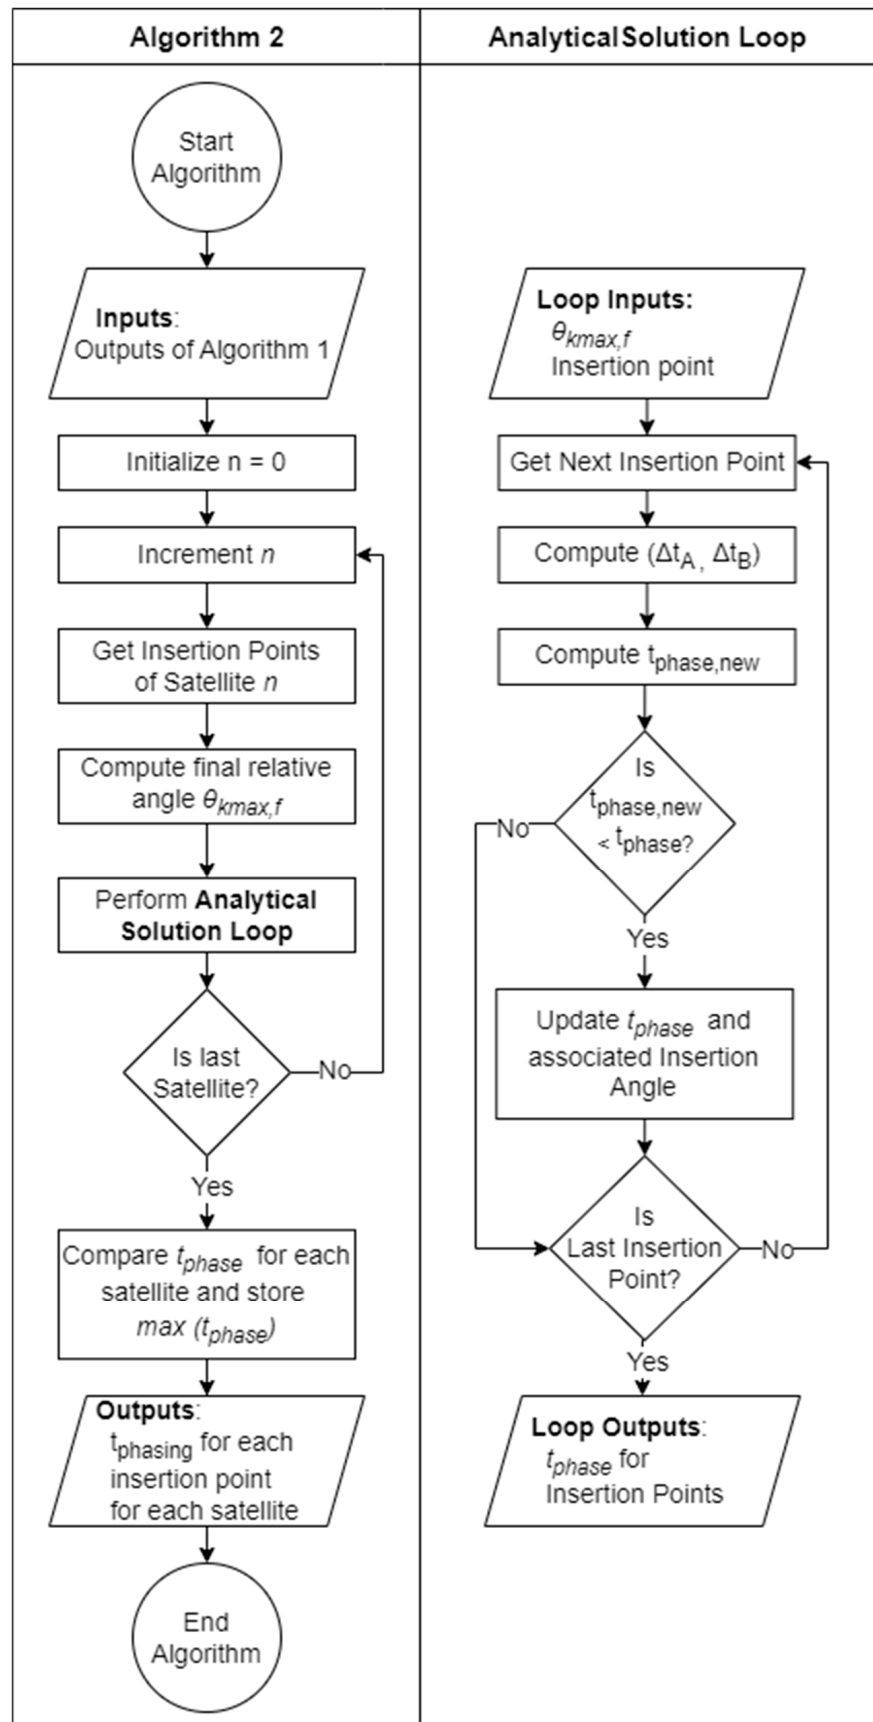 Algorithm 2
Start
Algorithm
Inputs:
Outputs of Algorithm 1
Initialize n = 0
Increment n
Get Insertion Points
of Satellite n
Compute final relative
angle θkmax,f
Perform Analytical
Solution Loop
Is last
Satellite?
No
Yes
Compare tphase for each
satellite and store
max (tphase)
Outputs:
tphasing for each
insertion point
for each satellite
End
Algorithm
Analytical Solution Loop
Loop Inputs:
θkmax,f
Insertion point
Get Next Insertion Point
Compute (ΔtA, ΔtB)
Compute tphase,new
Is
tphase,new
< tphase?
No
Yes
Update tphase and
associated Insertion
Angle
Is
Last Insertion
Point?
No
Yes
Loop Outputs:
tphase for
Insertion Points